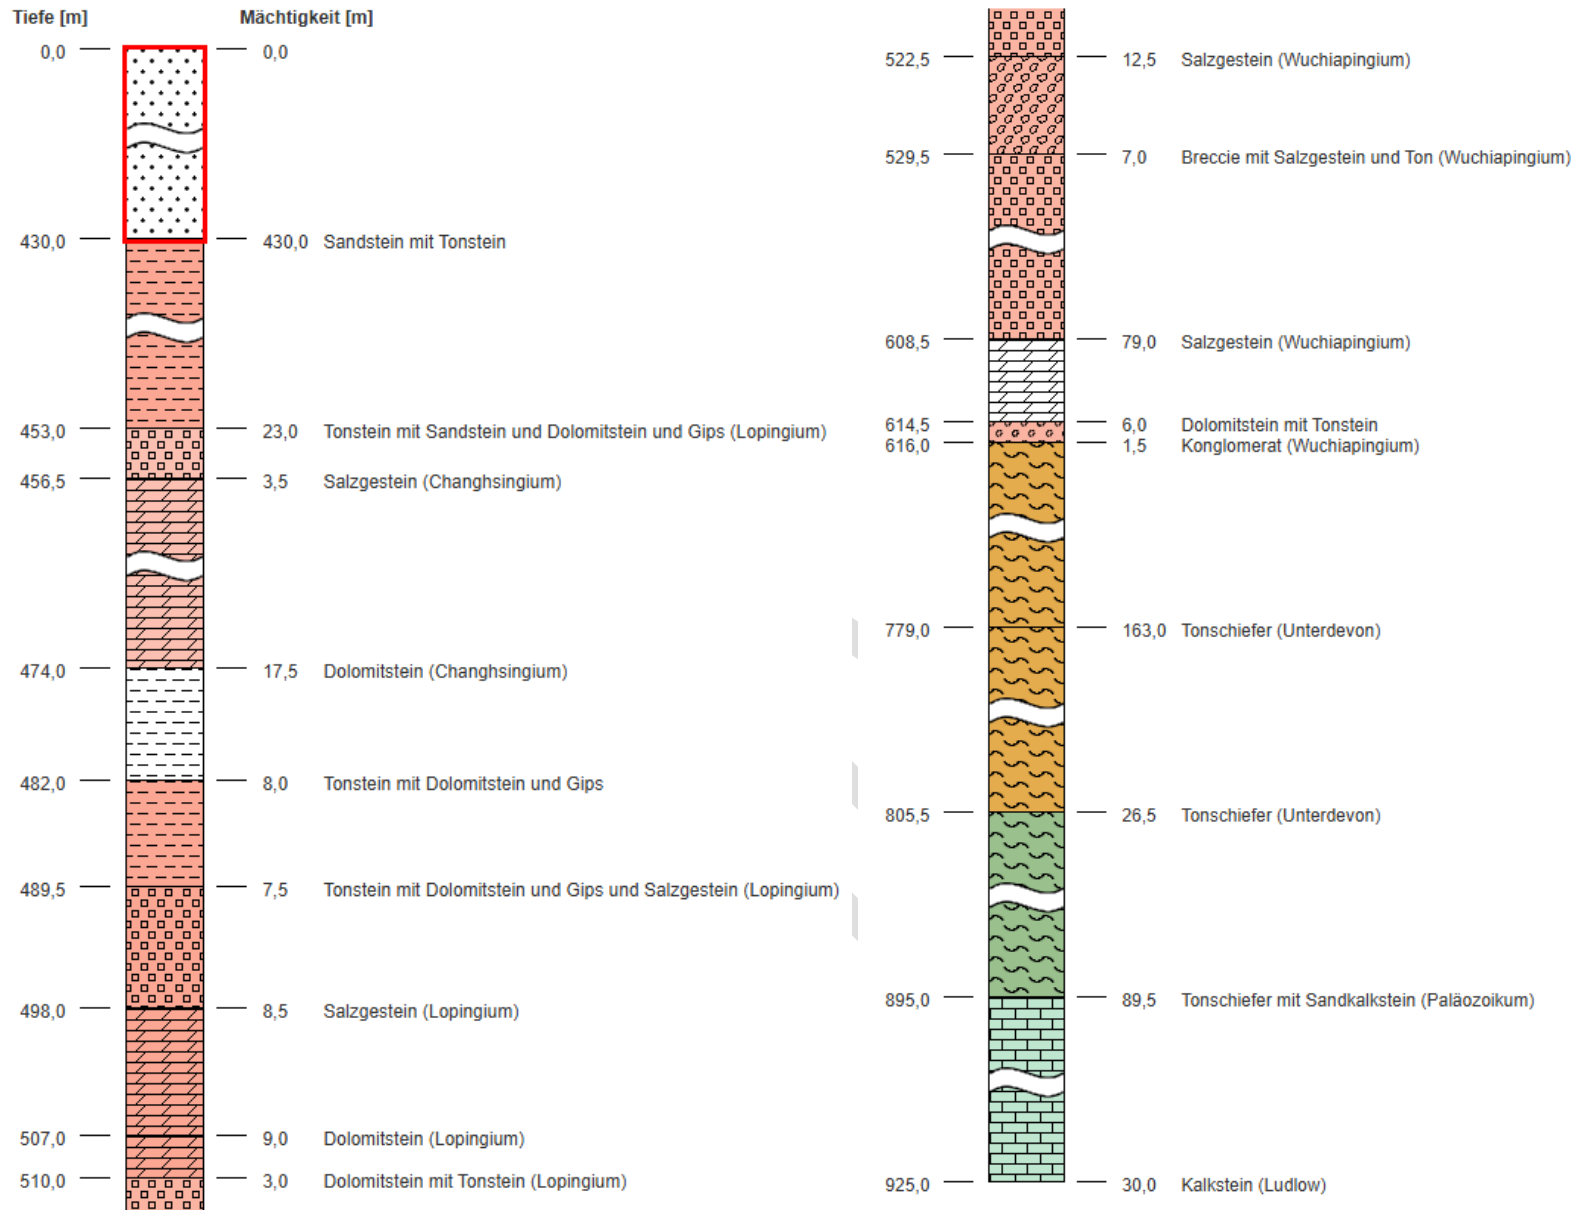 Tiefe [m] Mächtigkeit [m]
0,0 0,0
430,0 430,0 Sandstein mit Tonstein
453,0 23,0 Tonstein mit Sandstein und Dolomitstein und Gips (Lopingium)
456,5 3,5 Salzgestein (Changhsingium)
474,0 17,5 Dolomitstein (Changhsingium)
482,0 8,0 Tonstein mit Dolomitstein und Gips
489,5 7,5 Tonstein mit Dolomitstein und Gips und Salzgestein (Lopingium)
498,0 8,5 Salzgestein (Lopingium)
507,0 9,0 Dolomitstein (Lopingium)
510,0 3,0 Dolomitstein mit Tonstein (Lopingium)
522,5 12,5 Salzgestein (Wuchiapingium)
529,5 7,0 Breccie mit Salzgestein und Ton (Wuchiapingium)
608,5 79,0 Salzgestein (Wuchiapingium)
614,5 6,0 Dolomitstein mit Tonstein
616,0 1,5 Konglomerat (Wuchiapingium)
779,0 163,0 Tonschiefer (Unterdevon)
805,5 26,5 Tonschiefer (Unterdevon)
895,0 89,5 Tonschiefer mit Sandkalkstein (Paläozoikum)
925,0 30,0 Kalkstein (Ludlow)